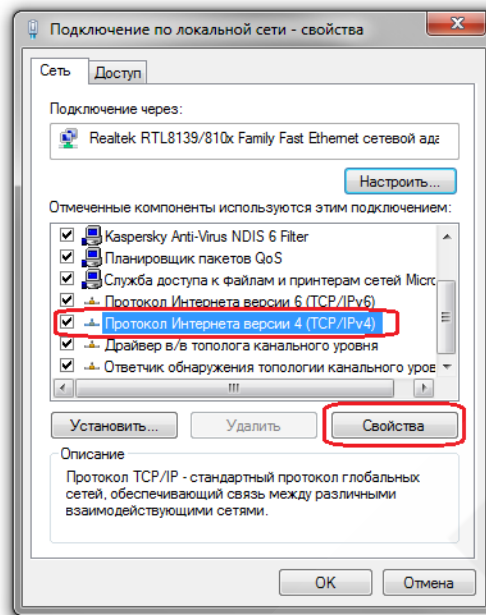 Подключение по локальной сети - свойства
Сеть
Доступ
Подключение через:
Realtek RTL8139/810x Family Fast Ethernet сетевой ада
Настроить...
Отмеченные компоненты используются этим подключением:
Kaspersky Anti-Virus NDIS 6 Filter
Планировщик пакетов QoS
Служба доступа к файлам и принтерам сетей Micro
Протокол Интернета версии 6 (TCP/IPv6)
Протокол Интернета версии 4 (TCP/IPv4)
Драйвер в/в тополога канального уровня
Ответчик обнаружения топологии канального уров
Установить...
Удалить
Свойства
Описание
Протокол TCP/IP - стандартный протокол глобальных
сетей, обеспечивающий связь между различными
взаимодействующими сетями.
OK
Отмена